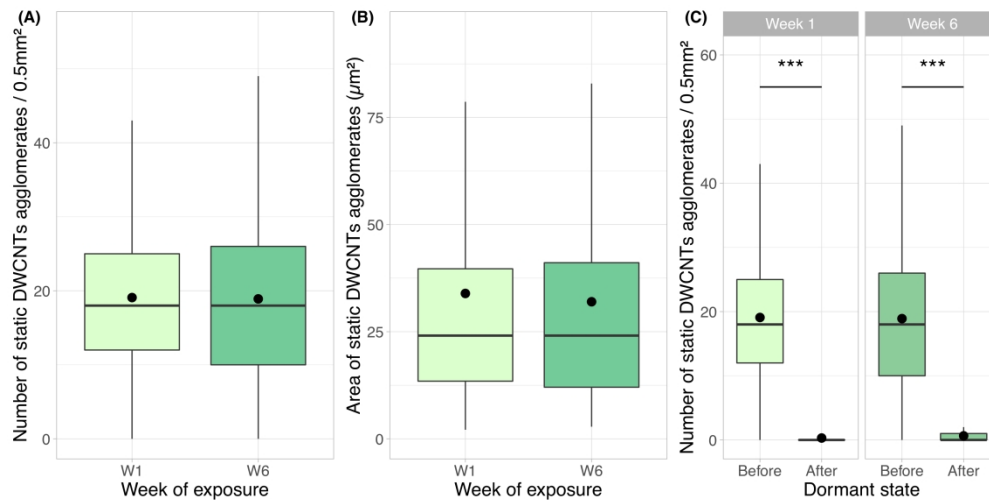 (A)
Number of static DWCNTs agglomerates / 0.5mm²
40
20
0
W1 W6
Week of exposure
(B)
Area of static DWCNTs agglomerates (µm²)
75
50
25
0
W1 W6
Week of exposure
(C)
Number of static DWCNTs agglomerates / 0.5mm²
Week 1 Week 6
60
*** ***
40
20
0
Before After Before After
Dormant state